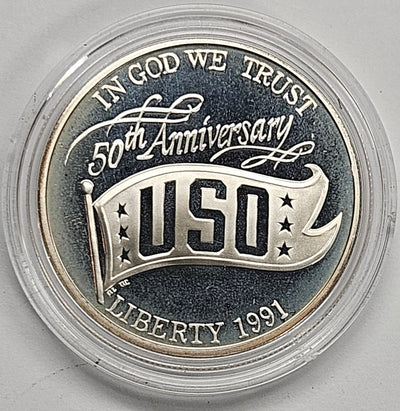 IN GOD WE TRUST
50th Anniversary
USO
LIBERTY 1991